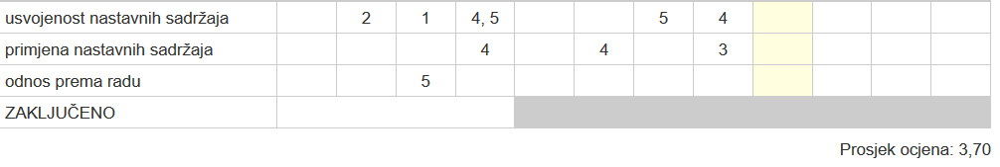 usvojenost nastavnih sadržaja 2 1 4, 5 5 4
primjena nastavnih sadržaja 4 4 3
odnos prema radu 5
ZAKLJUČENO
Prosjek ocjena: 3,70